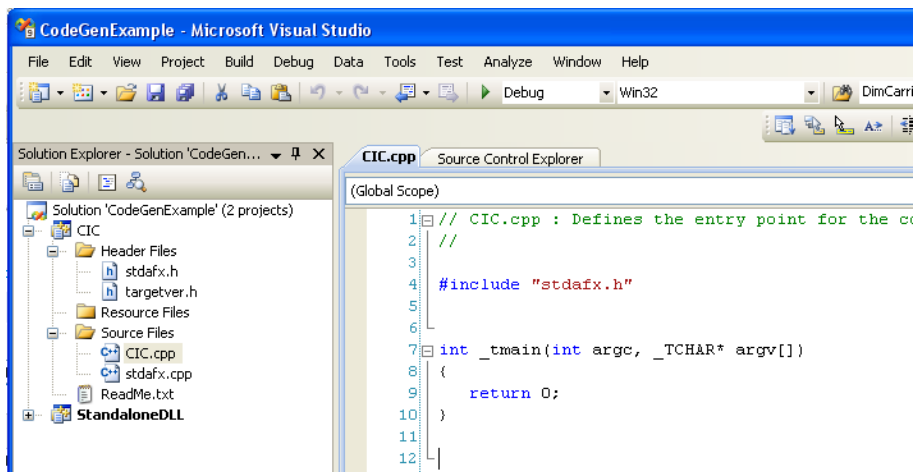 CodeGenExample - Microsoft Visual Studio
File Edit View Project Build Debug Data Tools Test Analyze Window Help
Debug Win32 DimCarri
Solution Explorer - Solution 'CodeGen...
CIC.cpp Source Control Explorer
(Global Scope)
Solution 'CodeGenExample' (2 projects)
CIC
Header Files
stdafx.h
targetver.h
Resource Files
Source Files
CIC.cpp
stdafx.cpp
ReadMe.txt
StandaloneDLL
1 // CIC.cpp : Defines the entry point for the co
2 //
3
4 #include "stdafx.h"
5
6
7 int _tmain(int argc, _TCHAR* argv[])
8 {
9 return 0;
10 }
11
12